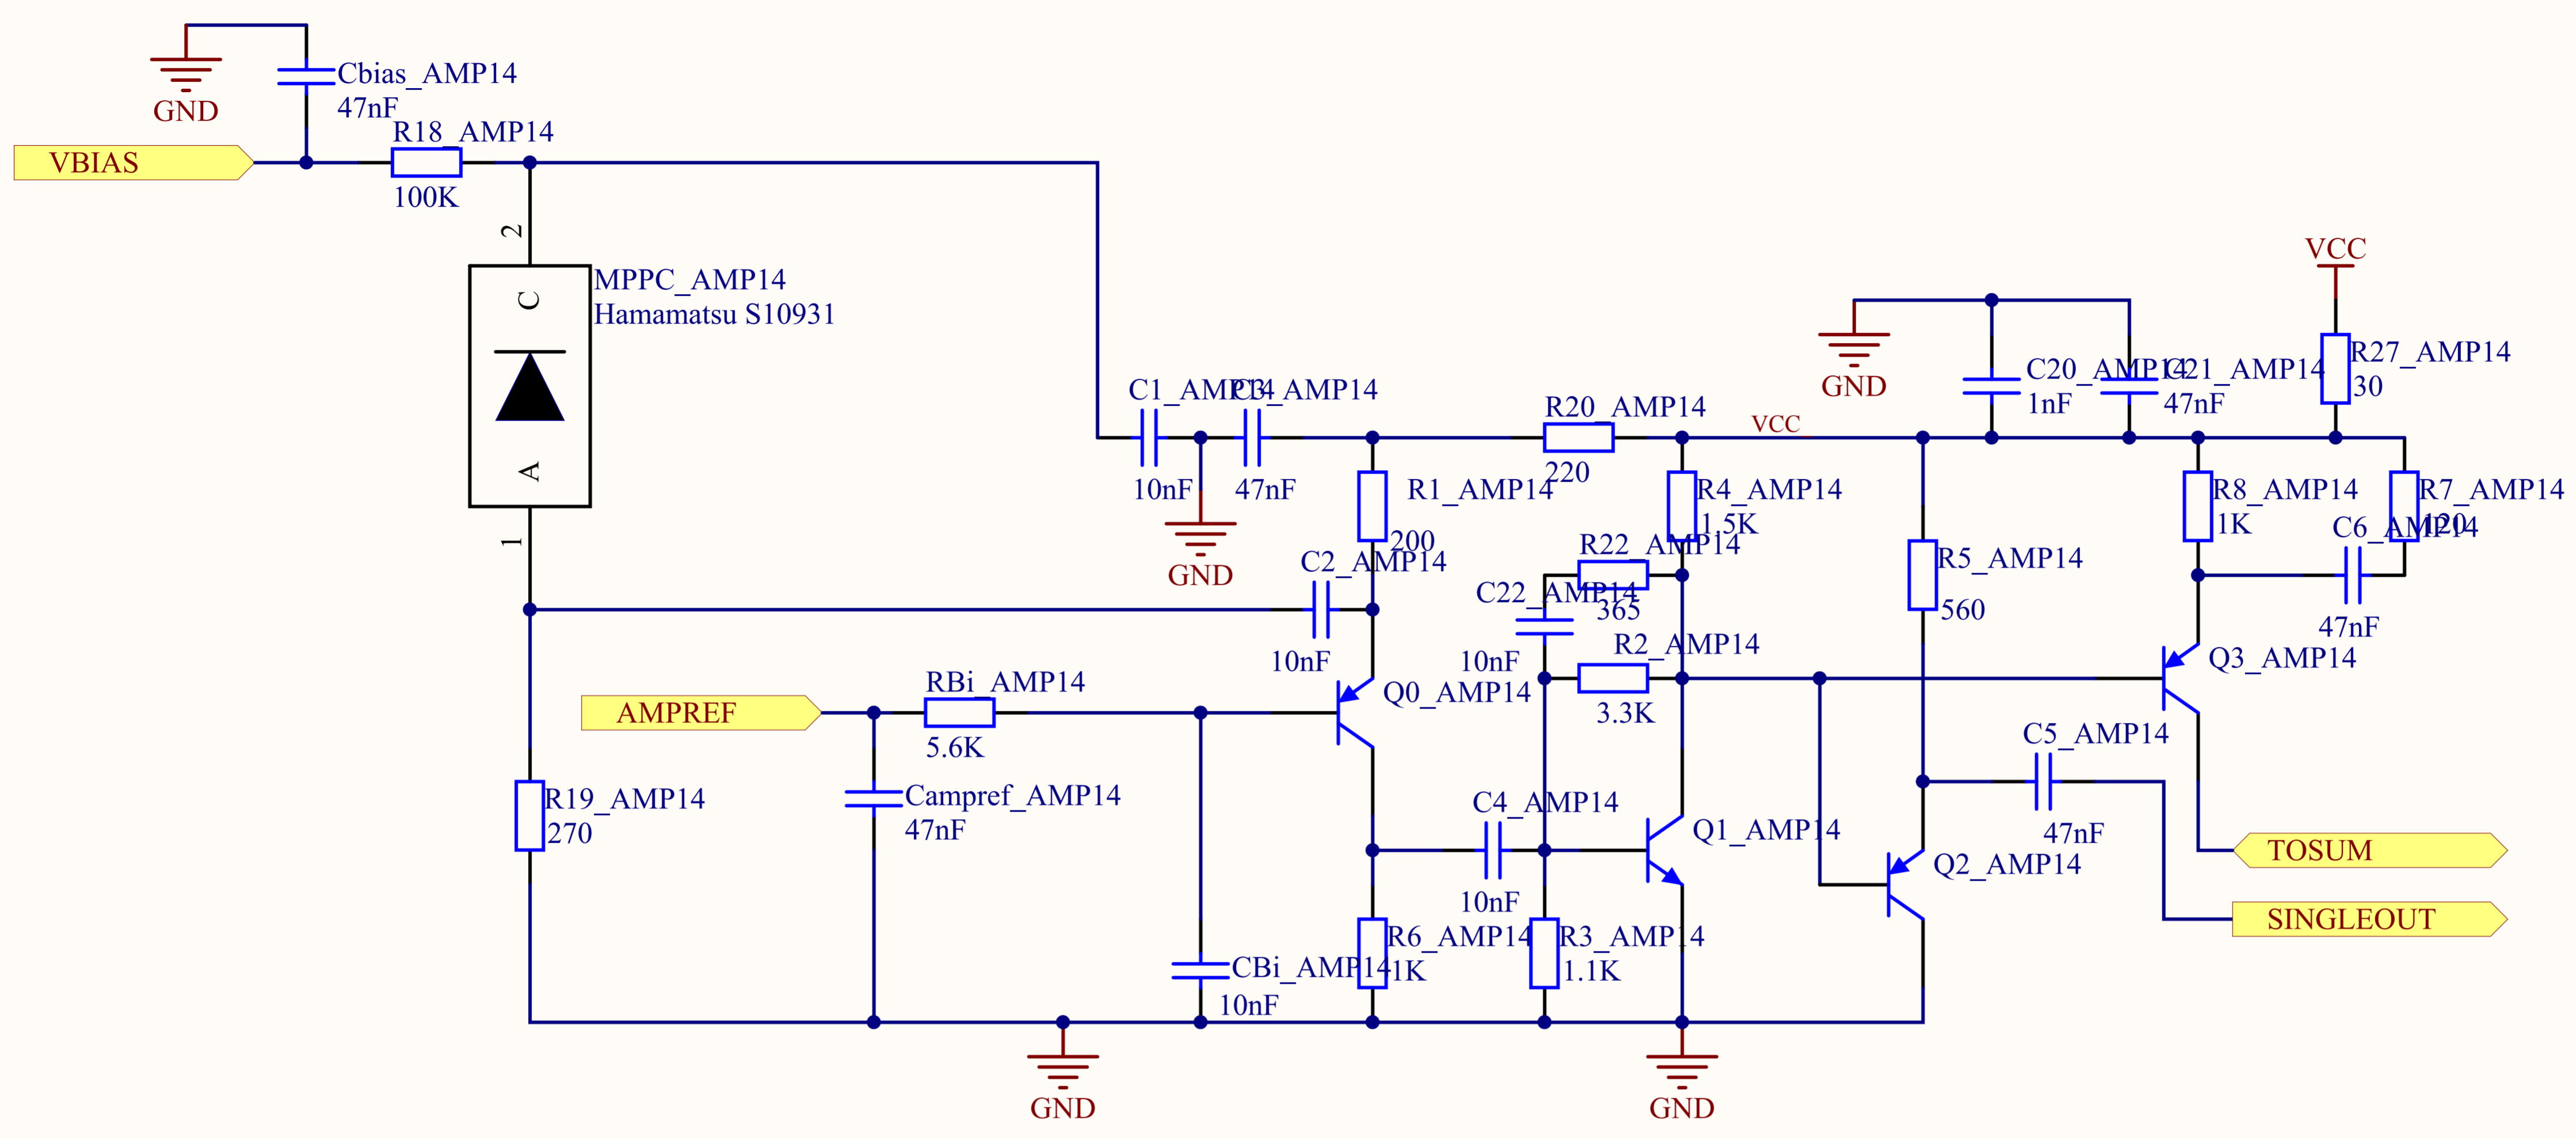 Cbias_AMP14
47nF
GND
R18_AMP14
VBIAS
100K
2
C
MPPC_AMP14
Hamamatsu S10931
A
1
VCC
GND
C20_AMP14
1nF
C21_AMP14
47nF
R27_AMP14
30
C1_AMP14
10nF
C3_AMP14
47nF
GND
R20_AMP14
220
VCC
R1_AMP14
200
R4_AMP14
1.5K
R8_AMP14
1K
R7_AMP14
120
C6_AMP14
47nF
C2_AMP14
10nF
R22_AMP14
365
C22_AMP14
10nF
R5_AMP14
560
R2_AMP14
3.3K
Q3_AMP14
RBi_AMP14
5.6K
AMPREF
Q0_AMP14
C5_AMP14
47nF
R19_AMP14
270
Campref_AMP14
47nF
C4_AMP14
10nF
Q1_AMP14
Q2_AMP14
TOSUM
SINGLEOUT
R6_AMP14
1K
R3_AMP14
1.1K
CBi_AMP14
10nF
GND
GND